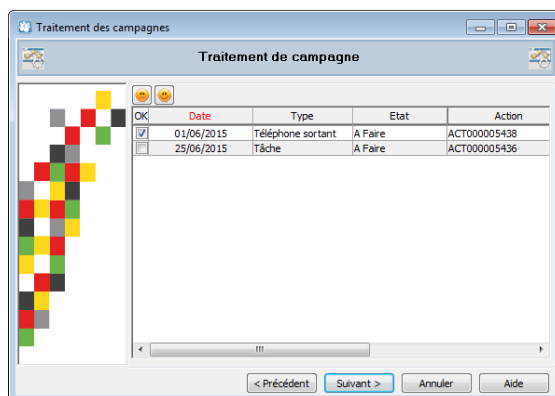 Traitement des campagnes
Traitement de campagne
OK Date Type Etat Action
01/06/2015 Téléphone sortant A Faire ACT000005438
25/06/2015 Tâche A Faire ACT000005436
< Précédent Suivant > Annuler Aide